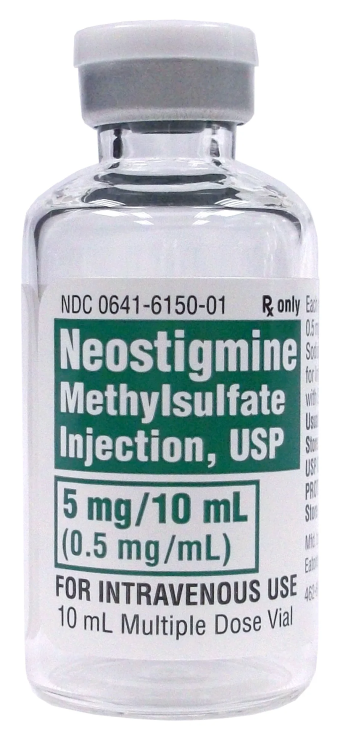 NDC 0641-6150-01 ℞ only
Neostigmine
Methylsulfate
Injection, USP
5 mg/10 mL
(0.5 mg/mL)
FOR INTRAVENOUS USE
10 mL Multiple Dose Vial